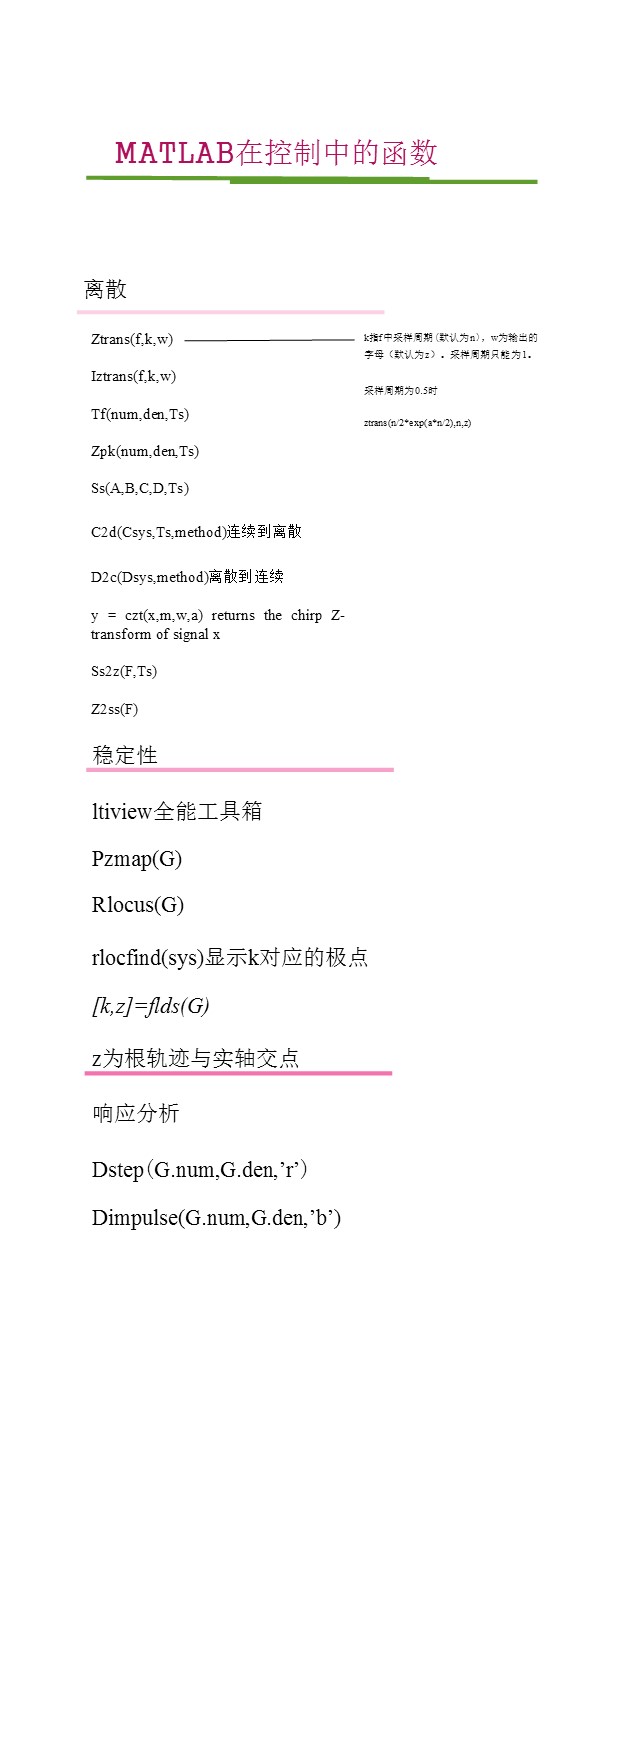 MATLAB在控制中的函数
离散
Ztrans(f,k,w)
k指f中采样周期(默认为n)，w为输出的
字母（默认为z）。采样周期只能为1。
采样周期为0.5时
ztrans(n/2*exp(a*n/2),n,z)
Iztrans(f,k,w)
Tf(num,den,Ts)
Zpk(num,den,Ts)
Ss(A,B,C,D,Ts)
C2d(Csys,Ts,method)连续到离散
D2c(Dsys,method)离散到连续
y = czt(x,m,w,a) returns the chirp Z-
transform of signal x
Ss2z(F,Ts)
Z2ss(F)
稳定性
ltiview全能工具箱
Pzmap(G)
Rlocus(G)
rlocfind(sys)显示k对应的极点
[k,z]=flds(G)
z为根轨迹与实轴交点
响应分析
Dstep（G.num,G.den,’r’）
Dimpulse(G.num,G.den,’b’)